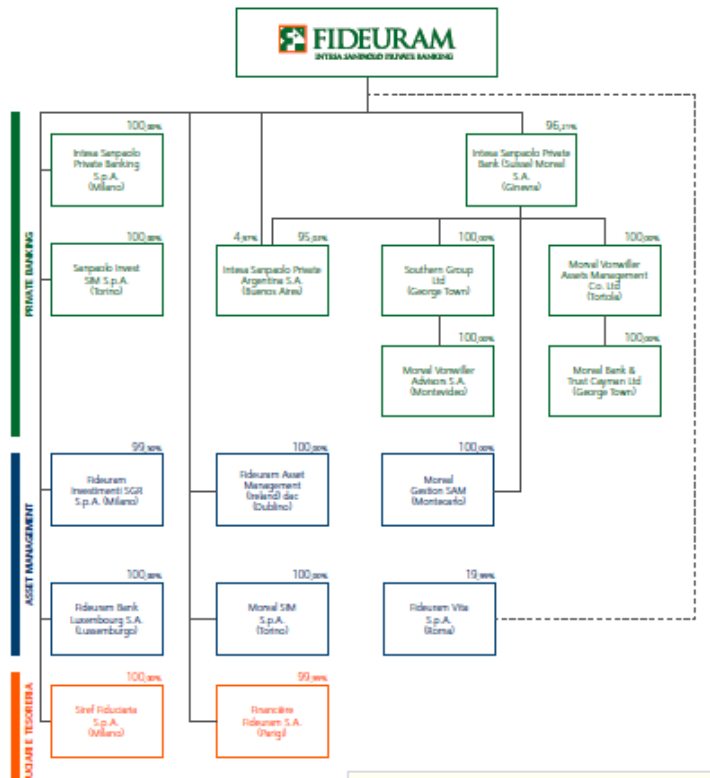 FIDEURAM
INTESA SANPAOLO PRIVATE BANKING
PRIVATE BANKING
100,00%
Intesa Sanpaolo
Private Banking
S.p.A.
(Milano)
96,21%
Intesa Sanpaolo Private
Bank (Suisse) Morval
S.A.
(Ginevra)
100,00%
Sanpaolo Invest
SIM S.p.A.
(Torino)
4,97%
95,03%
Intesa Sanpaolo Private
Argentina S.A.
(Buenos Aires)
100,00%
Southern Group
Ltd
(George Town)
100,00%
Morval Vonwiller
Assets Management
Co. Ltd
(Tortola)
100,00%
Morval Vonwiller
Advisors S.A.
(Montevideo)
100,00%
Morval Bank &
Trust Cayman Ltd
(George Town)
ASSET MANAGEMENT
99,50%
Fideuram
Investimenti SGR
S.p.A. (Milano)
100,00%
Fideuram Asset
Management
(Ireland) dac
(Dublino)
100,00%
Morval
Gestion SAM
(Montecarlo)
100,00%
Fideuram Bank
Luxembourg S.A.
(Lussemburgo)
100,00%
Morval SIM
S.p.A.
(Torino)
19,99%
Fideuram Vita
S.p.A.
(Roma)
E TESORERIA
100,00%
Siref Fiduciaria
S.p.A.
(Milano)
99,99%
Financière
Fideuram S.A.
(Parigi)